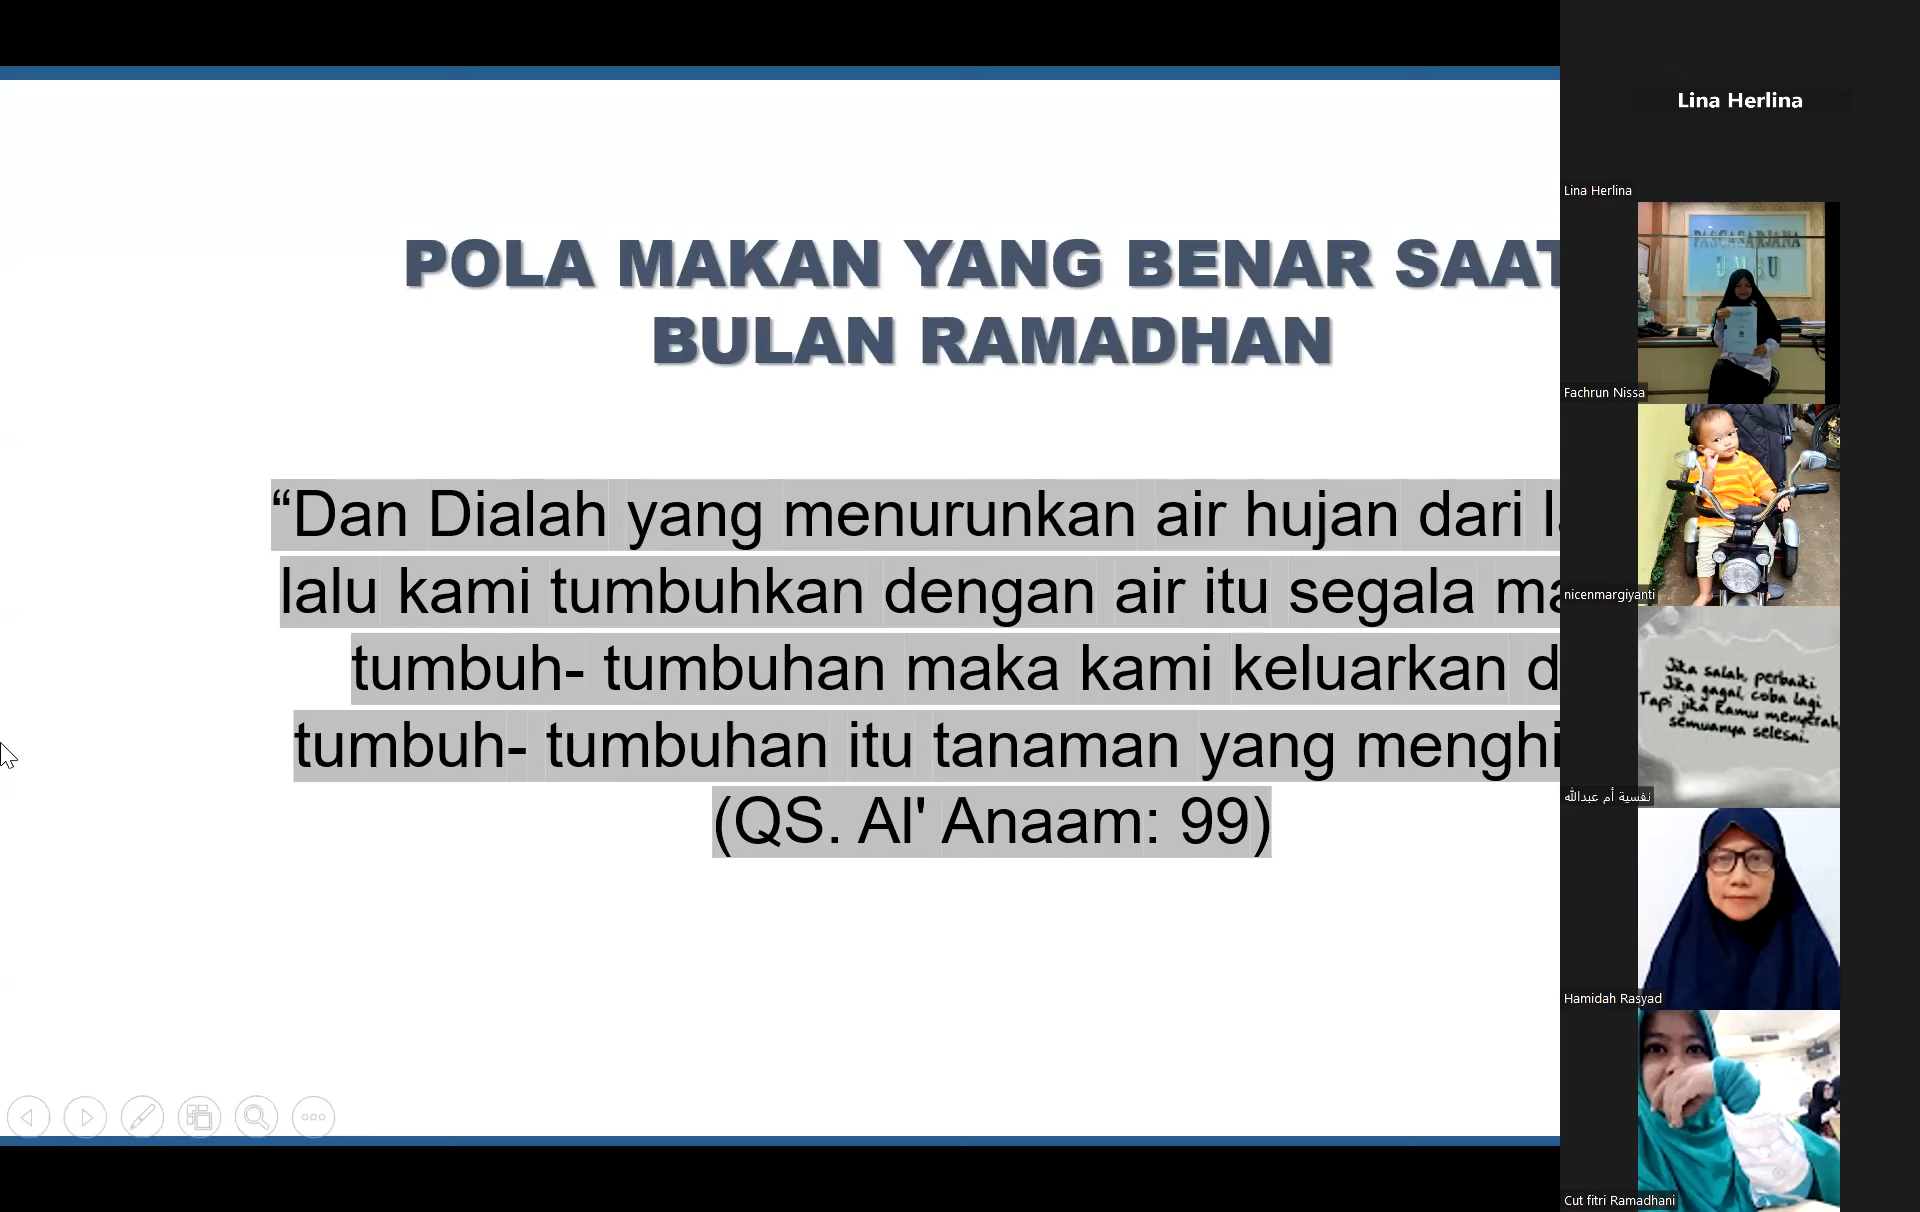 POLA MAKAN YANG BENAR SAAT
BULAN RAMADHAN
“Dan Dialah yang menurunkan air hujan dari
lalu kami tumbuhkan dengan air itu segala
tumbuh- tumbuhan maka kami keluarkan
tumbuh- tumbuhan itu tanaman yang
(QS. Al' Anaam: 99)
Lina Herlina
Lina Herlina
PASCASARJANA
Fachrun Nissa
nicenmargiyanti
Jika salah, perbaiki
Jika gagal, coba lagi
Tapi jika kamu menyerah
semuanya selesai.
نفسية أم عبدالله
Hamidah Rasyad
Cut fitri Ramadhani